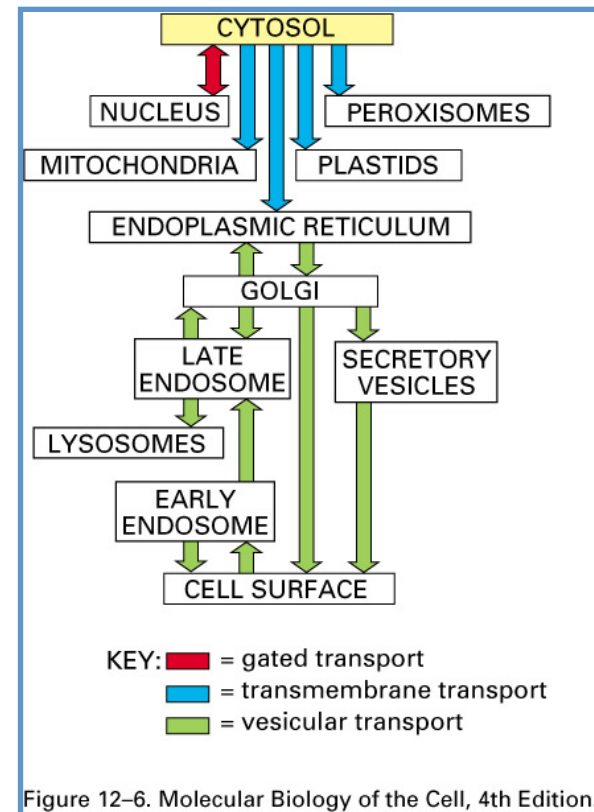 CYTOSOL
NUCLEUS
PEROXISOMES
MITOCHONDRIA
PLASTIDS
ENDOPLASMIC RETICULUM
GOLGI
LATE
ENDOSOME
SECRETORY
VESICLES
LYSOSOMES
EARLY
ENDOSOME
CELL SURFACE
KEY: = gated transport
= transmembrane transport
= vesicular transport
Figure 12–6. Molecular Biology of the Cell, 4th Edition